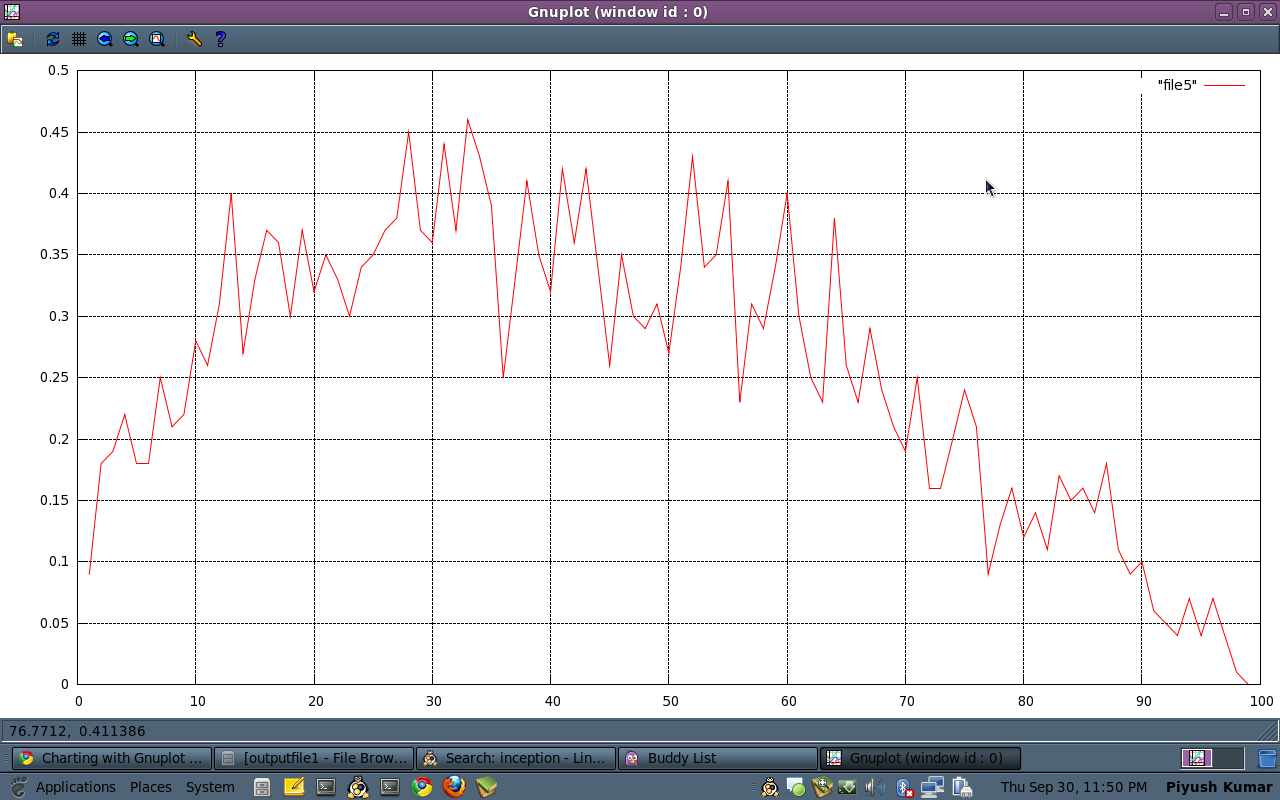 Gnuplot (window id : 0)
0.5
"file5"
0.45
0.4
0.35
0.3
0.25
0.2
0.15
0.1
0.05
0
0 10 20 30 40 50 60 70 80 90 100
76.7712, 0.411386
Charting with Gnuplot ... [outputfile1 - File Brow... Search: inception - Lin... Buddy List Gnuplot (window id : 0)
Applications Places System Thu Sep 30, 11:50 PM Piyush Kumar